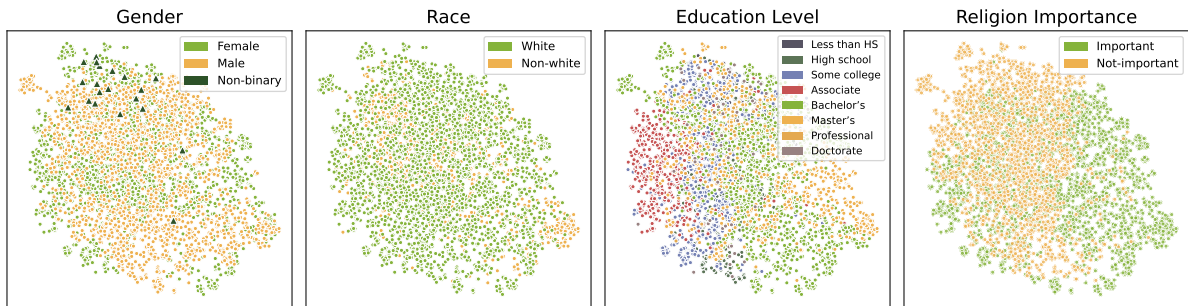 Gender
Female
Male
Non-binary
Race
White
Non-white
Education Level
Less than HS
High school
Some college
Associate
Bachelor's
Master's
Professional
Doctorate
Religion Importance
Important
Not-important